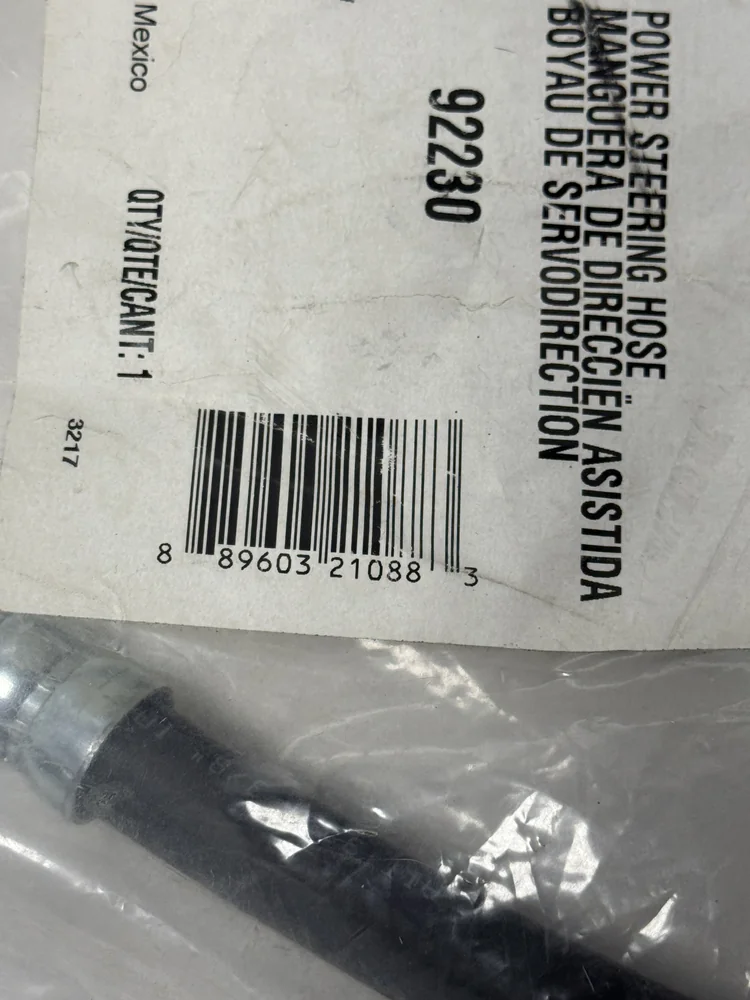 POWER STEERING HOSE
MANGUERA DE DIRECCIËN ASISTIDA
BOYAU DE SERVODIRECTION
92230
Mexico
QTY/QTE/CANT: 1
3217
8 89603 21088 3